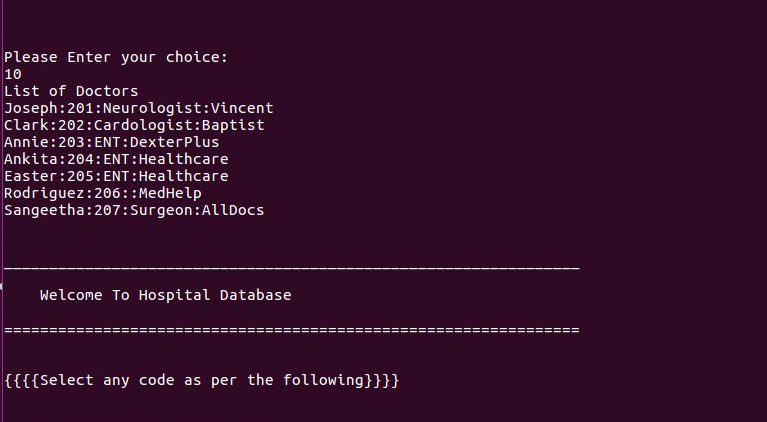 Please Enter your choice:
10
List of Doctors
Joseph:201:Neurologist:Vincent
Clark:202:Cardologist:Baptist
Annie:203:ENT:DexterPlus
Ankita:204:ENT:Healthcare
Easter:205:ENT:Healthcare
Rodriguez:206::MedHelp
Sangeetha:207:Surgeon:AllDocs
________________________________________________________________
Welcome To Hospital Database
================================================================
{{{{Select any code as per the following}}}}